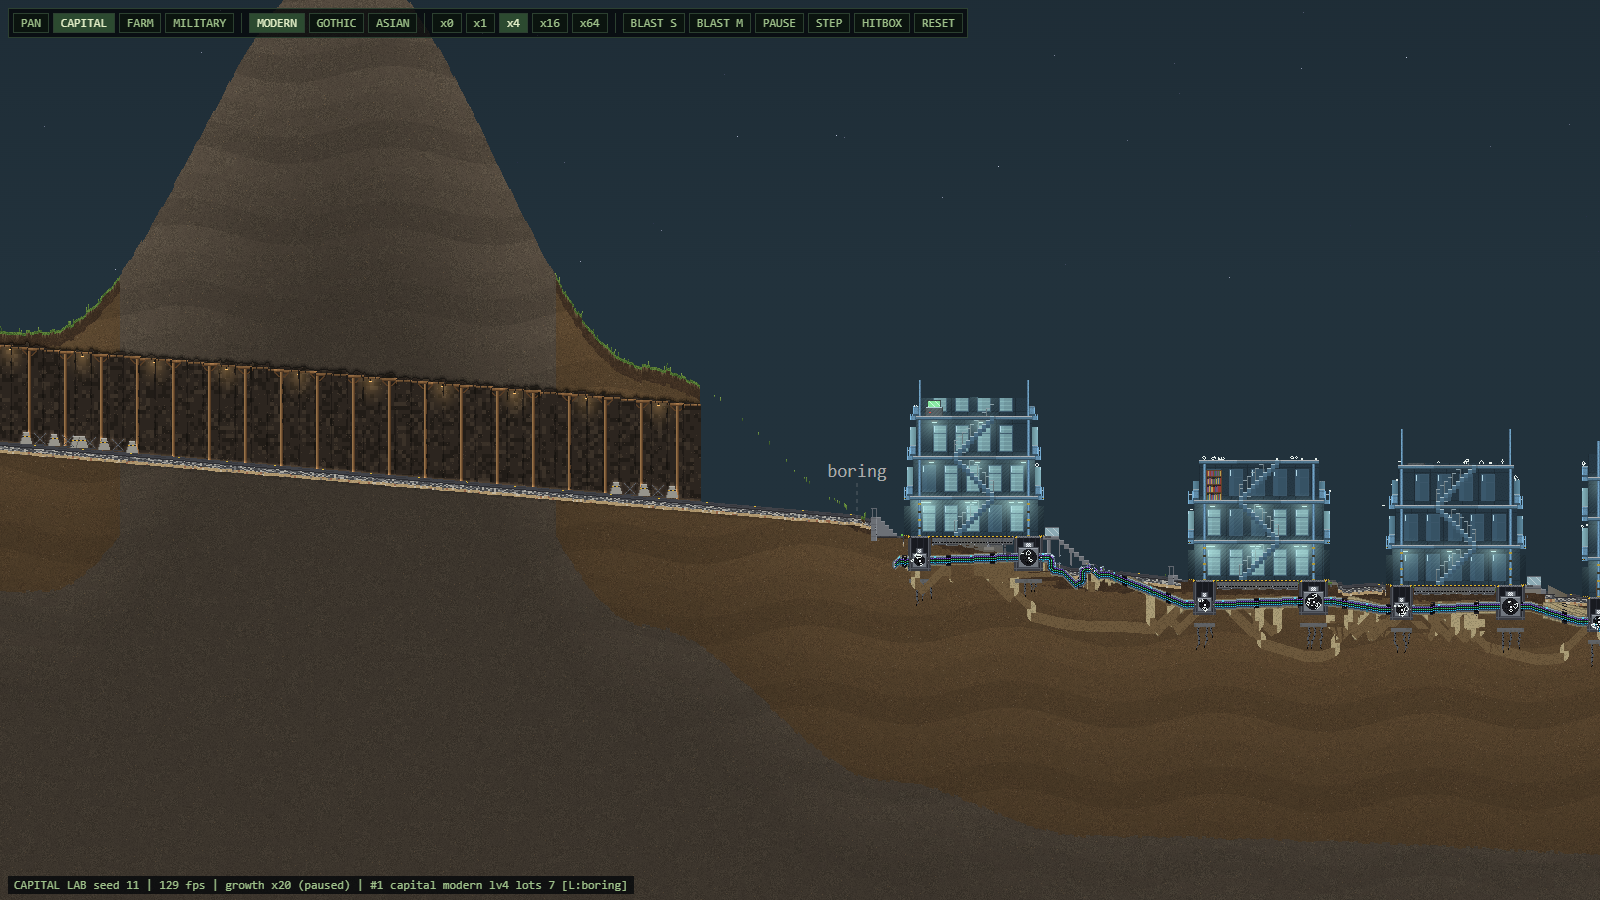 PAN CAPITAL FARM MILITARY MODERN GOTHIC ASIAN x0 x1 x4 x16 x64 BLAST S BLAST M PAUSE STEP HITBOX RESET
boring
CAPITAL LAB seed 11 | 129 fps | growth x20 (paused) | #1 capital modern lv4 lots 7 [L:boring]